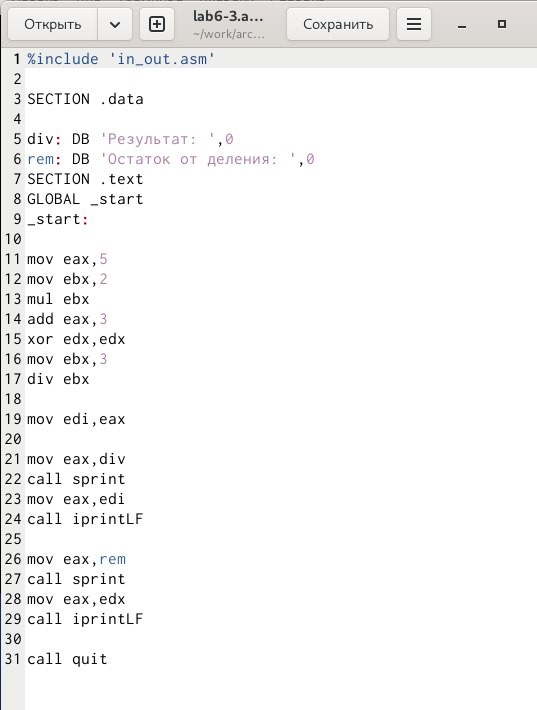 Открыть
lab6-3.a...
~/work/arc...
Сохранить
1 %include 'in_out.asm'
2
3 SECTION .data
4
5 div: DB 'Результат: ',0
6 rem: DB 'Остаток от деления: ',0
7 SECTION .text
8 GLOBAL _start
9 _start:
10
11 mov eax,5
12 mov ebx,2
13 mul ebx
14 add eax,3
15 xor edx,edx
16 mov ebx,3
17 div ebx
18
19 mov edi,eax
20
21 mov eax,div
22 call sprint
23 mov eax,edi
24 call iprintLF
25
26 mov eax,rem
27 call sprint
28 mov eax,edx
29 call iprintLF
30
31 call quit